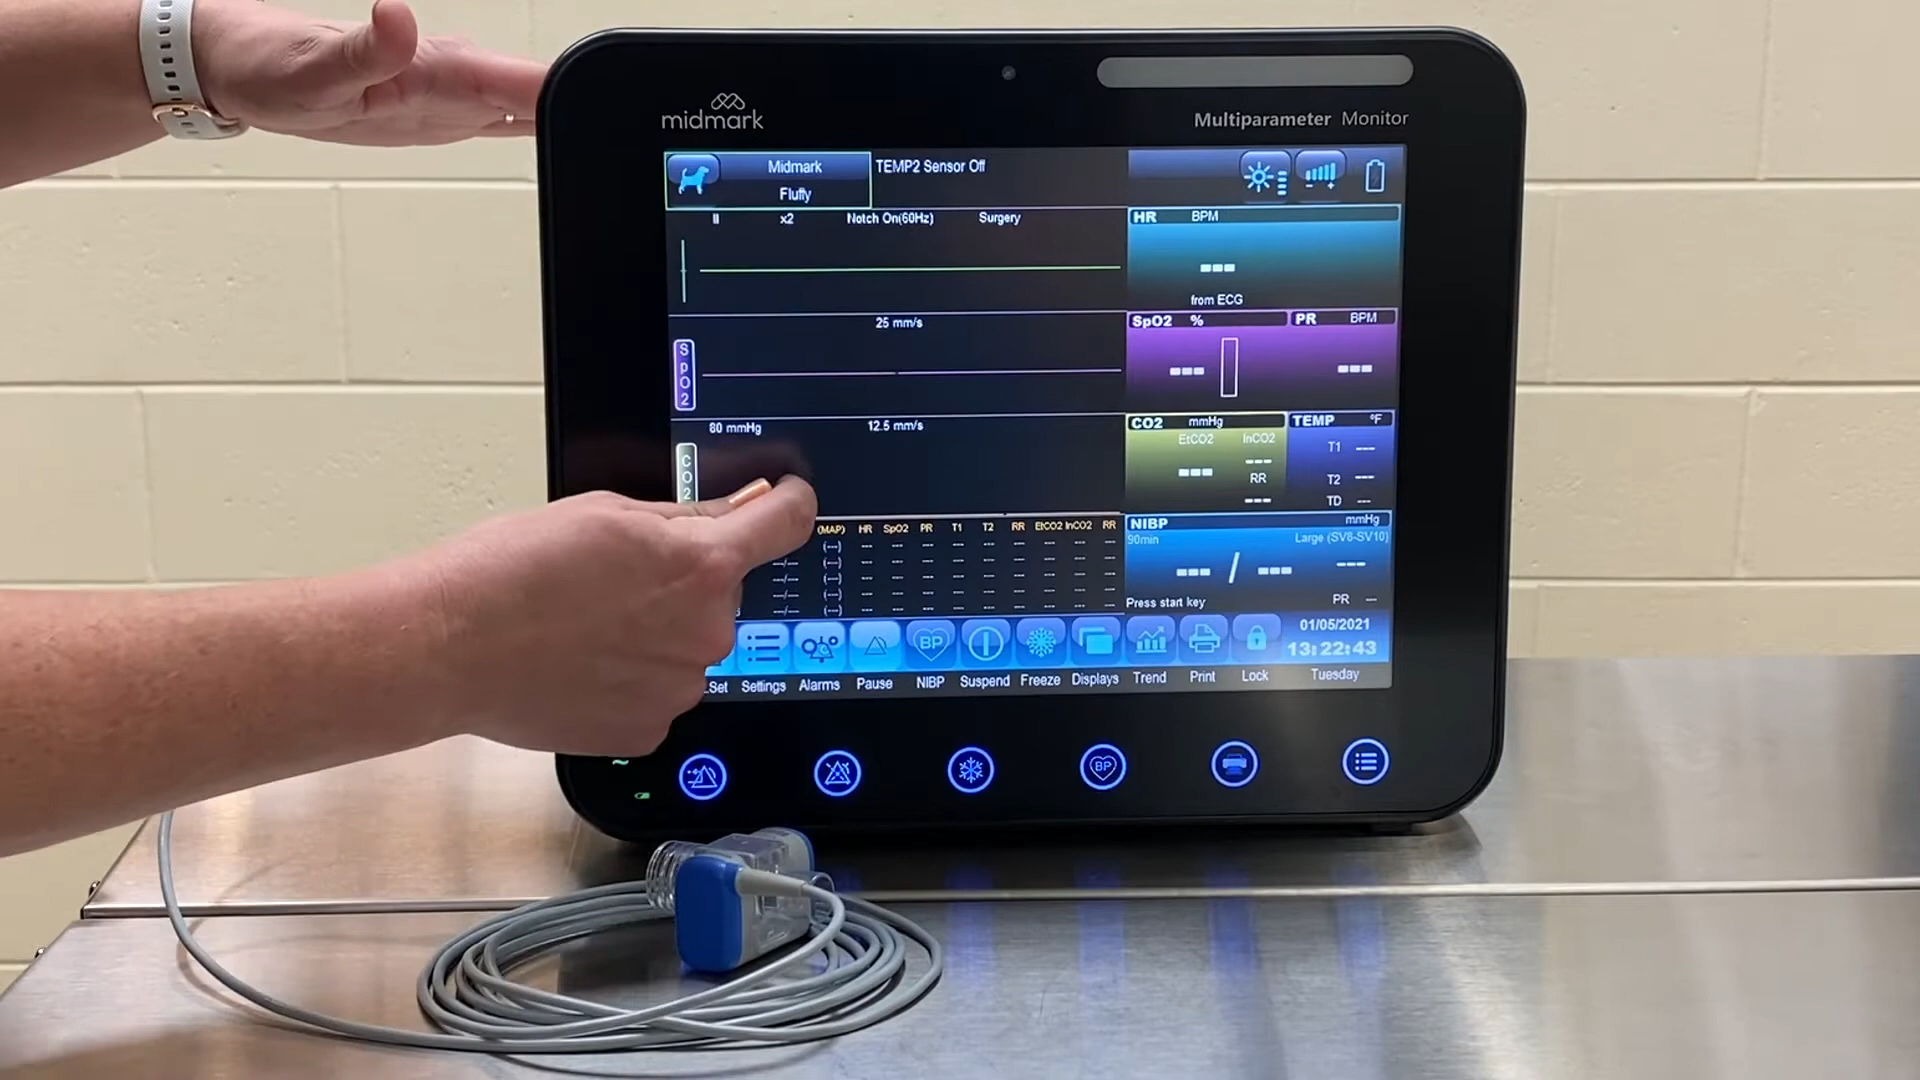 midmark
Multiparameter Monitor
Midmark
Fluffy
TEMP2 Sensor Off
II x2 Notch On(60Hz) Surgery
HR BPM
---
from ECG
25 mm/s
SpO2
SpO2 % PR BPM
--- ---
80 mmHg 12.5 mm/s
CO2
CO2 mmHg
EtCO2 InCO2
--- ---
RR
---
TEMP °F
T1 ---
T2 ---
TD ---
(MAP) HR SpO2 PR T1 T2 RR EtCO2 InCO2 RR
(---) --- --- --- --- --- --- --- --- ---
---/--- (---) --- --- --- --- --- --- --- --- ---
---/--- (---) --- --- --- --- --- --- --- --- ---
---/--- (---) --- --- --- --- --- --- --- --- ---
---/--- (---) --- --- --- --- --- --- --- --- ---
NIBP mmHg
90min Large (SV8-SV10)
--- / --- ---
Press start key PR ---
BP
01/05/2021
13:22:43
Settings Alarms Pause NIBP Suspend Freeze Displays Trend Print Lock Tuesday
BP